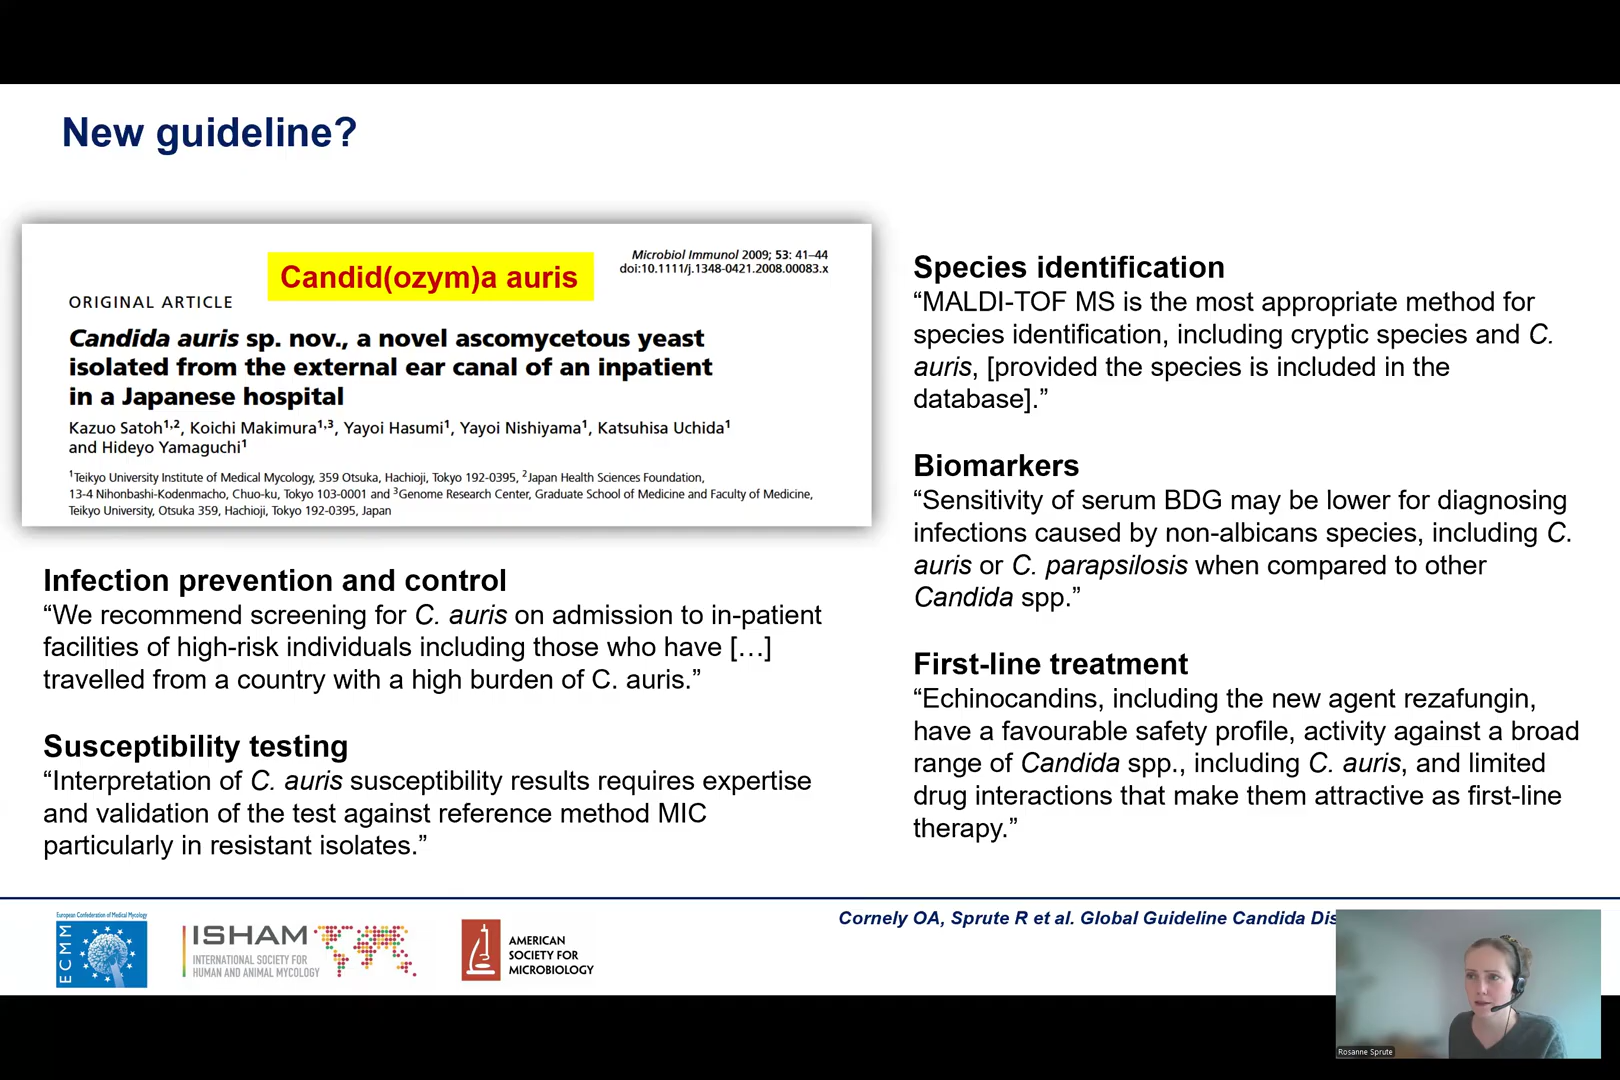 New guideline?
Candid(ozym)a auris
Microbiol Immunol 2009; 53: 41–44
doi:10.1111/j.1348-0421.2008.00083.x
ORIGINAL ARTICLE
Candida auris sp. nov., a novel ascomycetous yeast
isolated from the external ear canal of an inpatient
in a Japanese hospital
Kazuo Satoh1,2, Koichi Makimura1,3, Yayoi Hasumi1, Yayoi Nishiyama1, Katsuhisa Uchida1
and Hideyo Yamaguchi1
1Teikyo University Institute of Medical Mycology, 359 Otsuka, Hachioji, Tokyo 192-0395, 2Japan Health Sciences Foundation,
13-4 Nihonbashi-Kodenmacho, Chuo-ku, Tokyo 103-0001 and 3Genome Research Center, Graduate School of Medicine and Faculty of Medicine,
Teikyo University, Otsuka 359, Hachioji, Tokyo 192-0395, Japan
Infection prevention and control
“We recommend screening for C. auris on admission to in-patient
facilities of high-risk individuals including those who have […]
travelled from a country with a high burden of C. auris.”
Susceptibility testing
“Interpretation of C. auris susceptibility results requires expertise
and validation of the test against reference method MIC
particularly in resistant isolates.”
Species identification
“MALDI-TOF MS is the most appropriate method for
species identification, including cryptic species and C.
auris, [provided the species is included in the
database].”
Biomarkers
“Sensitivity of serum BDG may be lower for diagnosing
infections caused by non-albicans species, including C.
auris or C. parapsilosis when compared to other
Candida spp.”
First-line treatment
“Echinocandins, including the new agent rezafungin,
have a favourable safety profile, activity against a broad
range of Candida spp., including C. auris, and limited
drug interactions that make them attractive as first-line
therapy.”
Cornely OA, Sprute R et al. Global Guideline Candida Dis
European Confederation of Medical Mycology
ECMM
ISHAM
INTERNATIONAL SOCIETY FOR
HUMAN AND ANIMAL MYCOLOGY
AMERICAN
SOCIETY FOR
MICROBIOLOGY
Rosanne Sprute